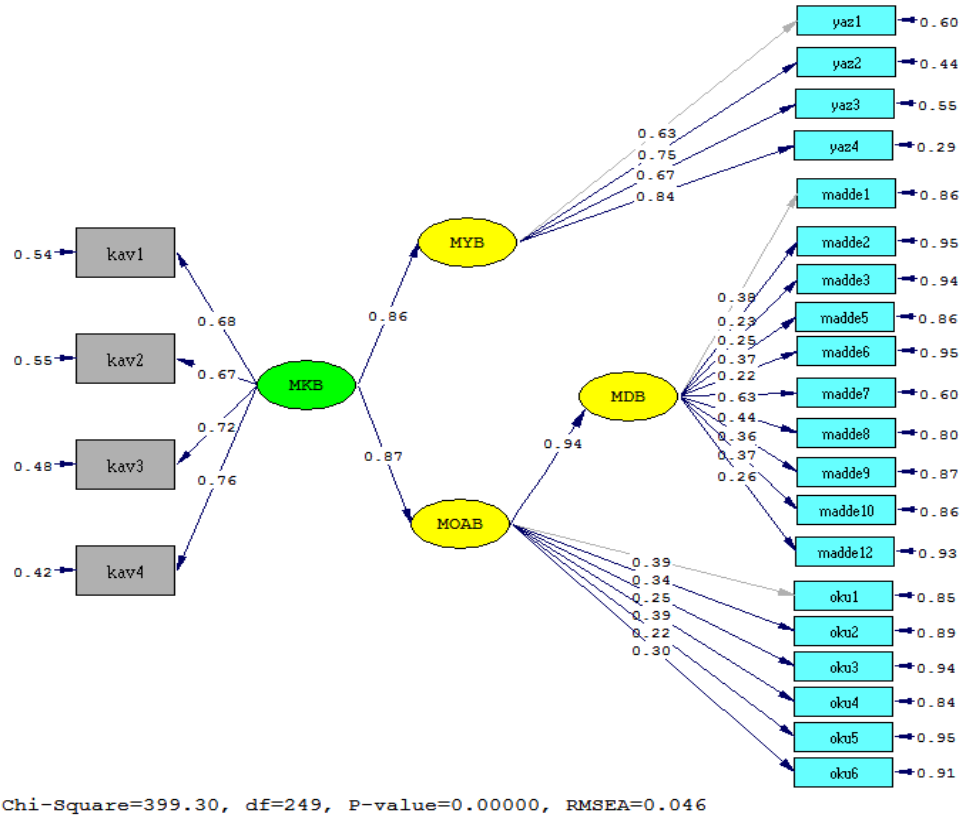 yaz1
0.60
yaz2
0.44
yaz3
0.55
yaz4
0.29
0.63
0.75
0.67
0.84
madde1
0.86
madde2
0.95
madde3
0.94
madde5
0.86
madde6
0.95
madde7
0.60
madde8
0.80
madde9
0.87
madde10
0.86
madde12
0.93
0.38
0.23
0.25
0.37
0.22
0.63
0.44
0.36
0.37
0.26
0.54
kav1
0.55
kav2
0.48
kav3
0.42
kav4
0.68
0.67
0.72
0.76
MKB
0.86
0.87
MYB
MOAB
0.94
MDB
0.39
0.34
0.25
0.39
0.22
0.30
oku1
0.85
oku2
0.89
oku3
0.94
oku4
0.84
oku5
0.95
oku6
0.91
Chi-Square=399.30, df=249, P-value=0.00000, RMSEA=0.046